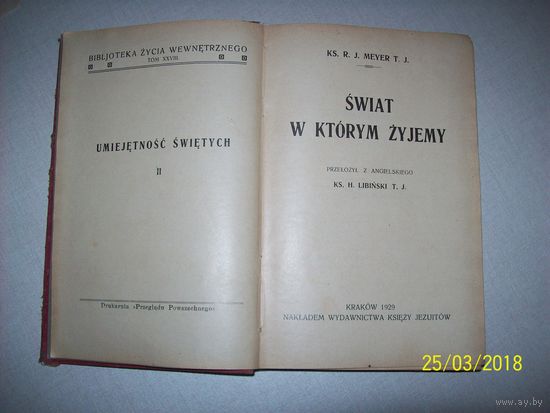 BIBLJOTEKA ŻYCIA WEWNĘTRZNEGO
TOM XXVIII
UMIEJĘTNOŚĆ ŚWIĘTYCH
II
Drukarnia «Przeglądu Powszechnego»
KS. R. J. MEYER T. J.
ŚWIAT
W KTÓRYM ŻYJEMY
PRZEŁOŻYŁ Z ANGIELSKIEGO
KS. H. LIBIŃSKI T. J.
KRAKÓW 1929
NAKŁADEM WYDAWNICTWA KSIĘŻY JEZUITÓW
25/03/2018
www.ay.by